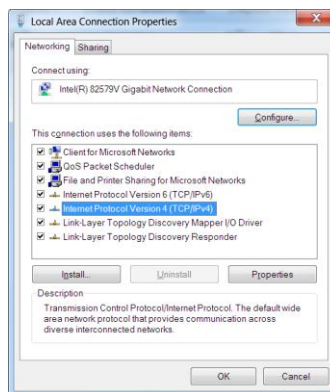 Local Area Connection Properties
Networking
Sharing
Connect using:
Intel(R) 82579V Gigabit Network Connection
Configure...
This connection uses the following items:
Client for Microsoft Networks
QoS Packet Scheduler
File and Printer Sharing for Microsoft Networks
Internet Protocol Version 6 (TCP/IPv6)
Internet Protocol Version 4 (TCP/IPv4)
Link-Layer Topology Discovery Mapper I/O Driver
Link-Layer Topology Discovery Responder
Install...
Uninstall
Properties
Description
Transmission Control Protocol/Internet Protocol. The default wide
area network protocol that provides communication across
diverse interconnected networks.
OK
Cancel